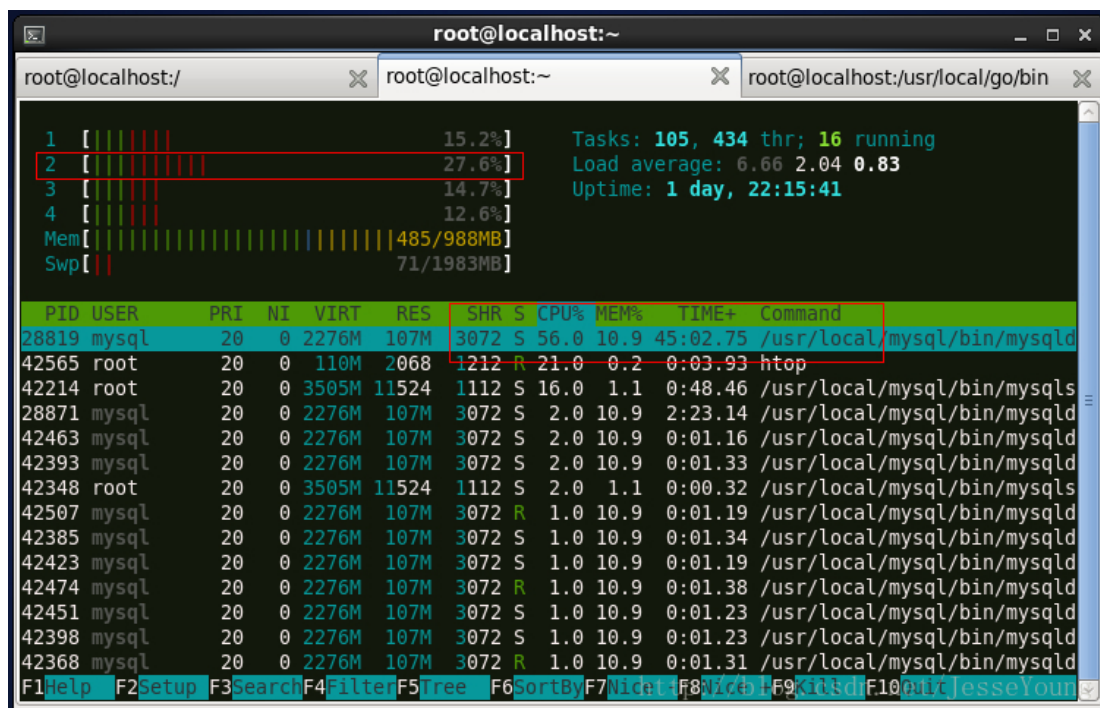 root@localhost:~
root@localhost:/ root@localhost:~ root@localhost:/usr/local/go/bin
1 [||||||| 15.2%] Tasks: 105, 434 thr; 16 running
2 [|||||||||| 27.6%] Load average: 6.66 2.04 0.83
3 [|||||| 14.7%] Uptime: 1 day, 22:15:41
4 [|||||| 12.6%]
Mem[||||||||||||||||||||||||||485/988MB]
Swp[|| 71/1983MB]
PID USER PRI NI VIRT RES SHR S CPU% MEM% TIME+ Command
28819 mysql 20 0 2276M 107M 3072 S 56.0 10.9 45:02.75 /usr/local/mysql/bin/mysqld
42565 root 20 0 110M 2068 1212 R 21.0 0.2 0:03.93 htop
42214 root 20 0 3505M 11524 1112 S 16.0 1.1 0:48.46 /usr/local/mysql/bin/mysqls
28871 mysql 20 0 2276M 107M 3072 S 2.0 10.9 2:23.14 /usr/local/mysql/bin/mysqld
42463 mysql 20 0 2276M 107M 3072 S 2.0 10.9 0:01.16 /usr/local/mysql/bin/mysqld
42393 mysql 20 0 2276M 107M 3072 S 2.0 10.9 0:01.33 /usr/local/mysql/bin/mysqld
42348 root 20 0 3505M 11524 1112 S 2.0 1.1 0:00.32 /usr/local/mysql/bin/mysqls
42507 mysql 20 0 2276M 107M 3072 R 1.0 10.9 0:01.19 /usr/local/mysql/bin/mysqld
42385 mysql 20 0 2276M 107M 3072 S 1.0 10.9 0:01.34 /usr/local/mysql/bin/mysqld
42423 mysql 20 0 2276M 107M 3072 S 1.0 10.9 0:01.19 /usr/local/mysql/bin/mysqld
42474 mysql 20 0 2276M 107M 3072 R 1.0 10.9 0:01.38 /usr/local/mysql/bin/mysqld
42451 mysql 20 0 2276M 107M 3072 S 1.0 10.9 0:01.23 /usr/local/mysql/bin/mysqld
42398 mysql 20 0 2276M 107M 3072 S 1.0 10.9 0:01.23 /usr/local/mysql/bin/mysqld
42368 mysql 20 0 2276M 107M 3072 R 1.0 10.9 0:01.31 /usr/local/mysql/bin/mysqld
F1Help F2Setup F3SearchF4FilterF5Tree F6SortByF7Nice -F8Nice +F9Kill F10Quit